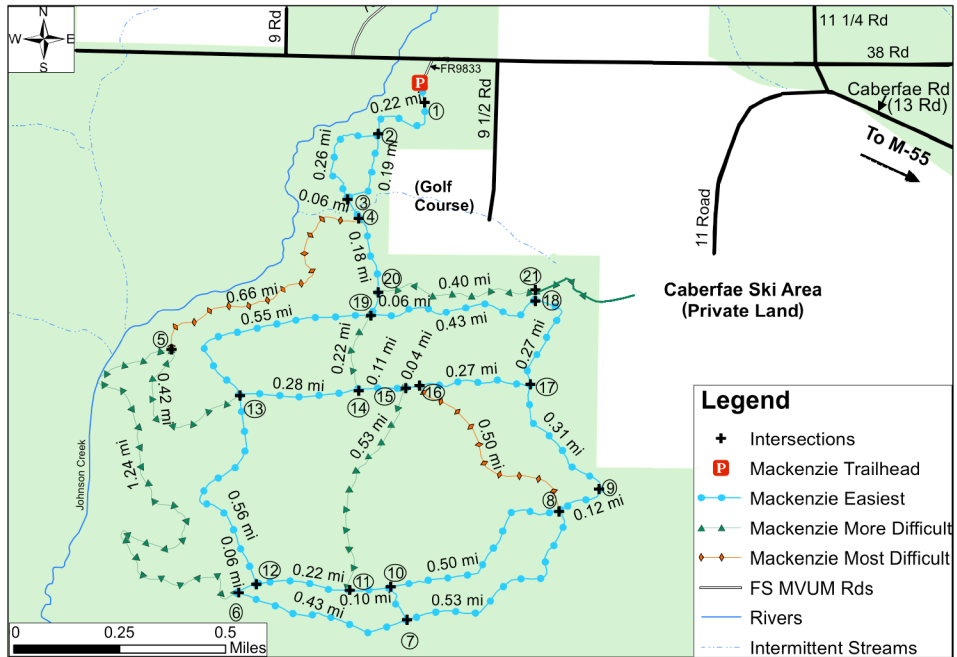 N
W E
S
9 Rd
11 1/4 Rd
38 Rd
FR9833
P
0.22 mi
①
②
9 1/2 Rd
Caberfae Rd
(13 Rd)
To M-55
0.26 mi
0.19 mi
(Golf
Course)
0.06 mi
③
④
11 Road
0.18 mi
0.66 mi
⑳
0.40 mi
㉑
Caberfae Ski Area
(Private Land)
⑲
0.06 mi
⑱
0.55 mi
0.43 mi
⑤
0.22 mi
0.11 mi
0.04 mi
0.27 mi
0.42 mi
0.28 mi
0.27 mi
⑬
⑭
⑮
⑯
⑰
1.24 mi
0.53 mi
0.50 mi
0.31 mi
Johnson Creek
⑨
⑧
0.12 mi
0.56 mi
0.06 mi
⑫
0.22 mi
⑪
⑩
0.50 mi
0.10 mi
⑥
0.43 mi
⑦
0.53 mi
0 0.25 0.5
Miles
Legend
Intersections
P Mackenzie Trailhead
Mackenzie Easiest
Mackenzie More Difficult
Mackenzie Most Difficult
FS MVUM Rds
Rivers
Intermittent Streams